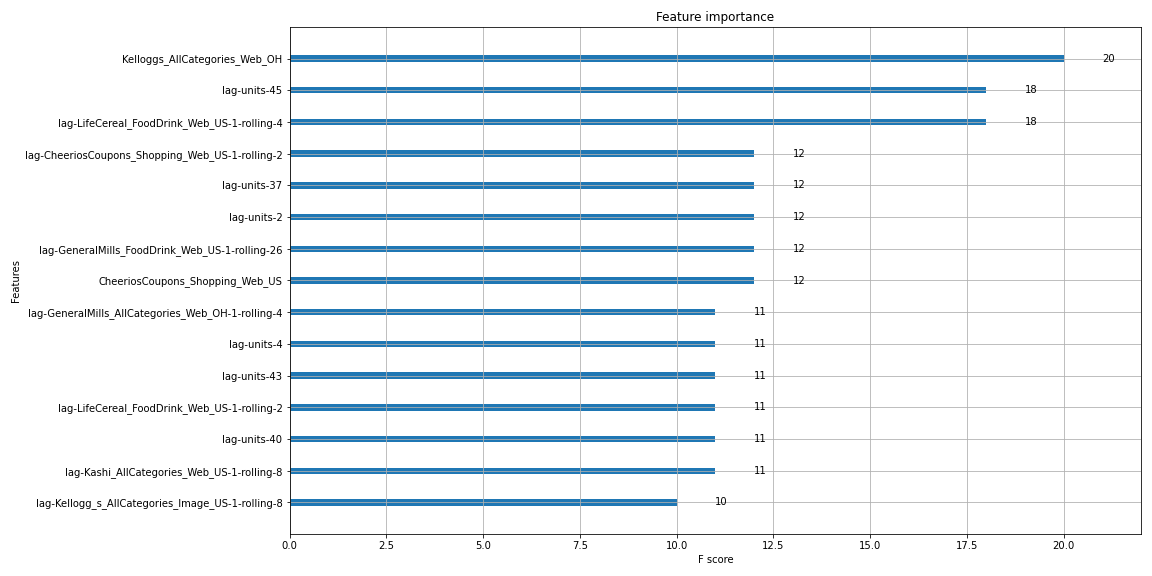 Feature importance
Features
Kelloggs_AllCategories_Web_OH 20
lag-units-45 18
lag-LifeCereal_FoodDrink_Web_US-1-rolling-4 18
lag-CheeriosCoupons_Shopping_Web_US-1-rolling-2 12
lag-units-37 12
lag-units-2 12
lag-GeneralMills_FoodDrink_Web_US-1-rolling-26 12
CheeriosCoupons_Shopping_Web_US 12
lag-GeneralMills_AllCategories_Web_OH-1-rolling-4 11
lag-units-4 11
lag-units-43 11
lag-LifeCereal_FoodDrink_Web_US-1-rolling-2 11
lag-units-40 11
lag-Kashi_AllCategories_Web_US-1-rolling-8 11
lag-Kellogg_s_AllCategories_Image_US-1-rolling-8 10
0.0 2.5 5.0 7.5 10.0 12.5 15.0 17.5 20.0
F score